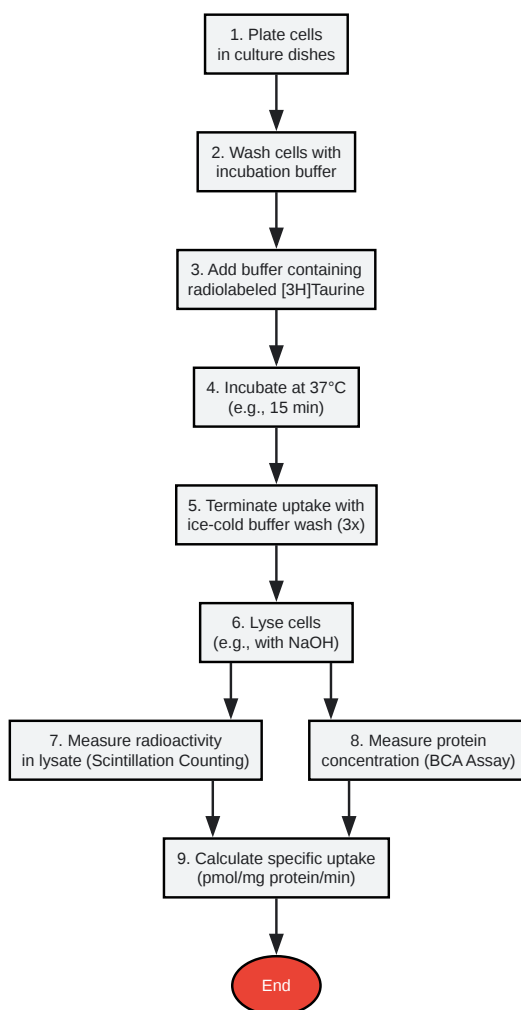 1. Plate cells
in culture dishes
2. Wash cells with
incubation buffer
3. Add buffer containing
radiolabeled [3H]Taurine
4. Incubate at 37°C
(e.g., 15 min)
5. Terminate uptake with
ice-cold buffer wash (3x)
6. Lyse cells
(e.g., with NaOH)
7. Measure radioactivity
in lysate (Scintillation Counting)
8. Measure protein
concentration (BCA Assay)
9. Calculate specific uptake
(pmol/mg protein/min)
End